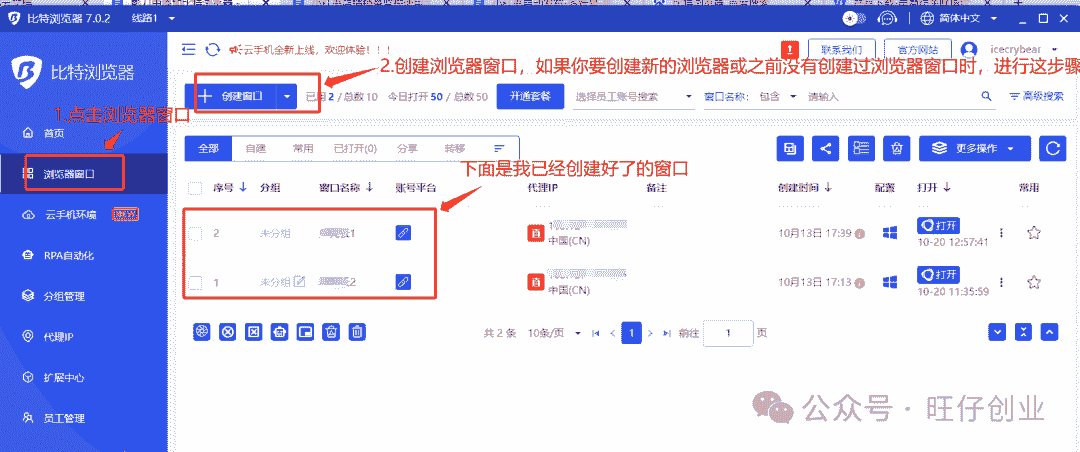 比特浏览器 7.0.2 线路1 简体中文
比特浏览器
云手机全新上线，欢迎体验！！！ 联系我们 官方网站 icecrybear
2.创建浏览器窗口，如果你要创建新的浏览器或之前没有创建过浏览器窗口时，进行这步骤
创建窗口 已用 2 / 总数10 今日打开 50 / 总数 50 开通套餐 选择员工账号搜索 窗口名称： 包含 请输入 高级搜索
1.点击浏览器窗口
首页
浏览器窗口
云手机环境
RPA自动化
分组管理
代理IP
扩展中心
员工管理
全部 自建 常用 已打开(0) 分享 转移 更多操作
下面是我已经创建好了的窗口
序号 分组 窗口名称 账号平台 代理IP 备注 创建时间 配置 打开 常用
2 未分组 1 中国(CN) 10月13日 17:39 打开 10-20 12:57:41
1 未分组 2 中国(CN) 10月13日 17:13 打开 10-20 11:35:59
共 2 条 10条/页 1 前往 1 页
公众号 · 旺仔创业